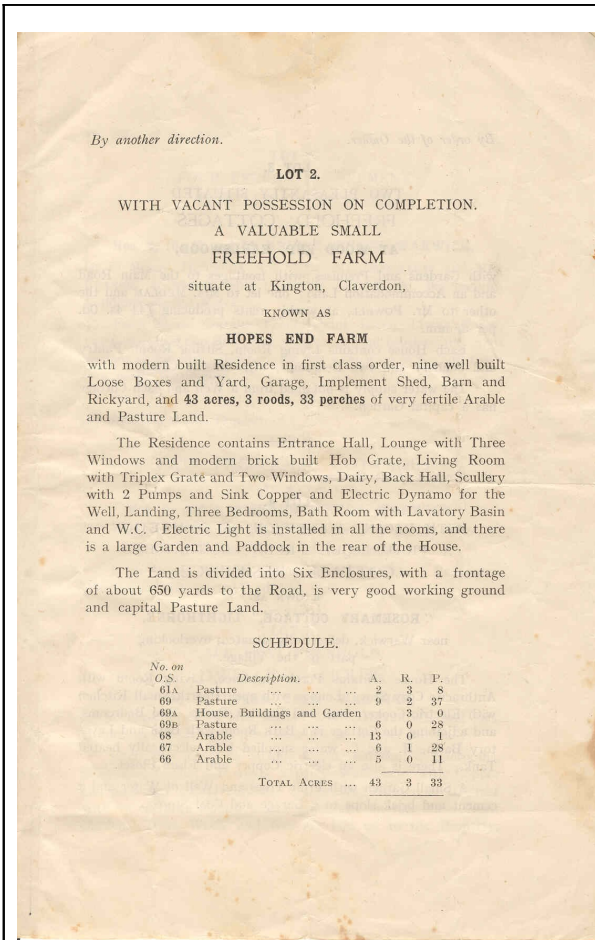 By another direction.
LOT 2.
WITH VACANT POSSESSION ON COMPLETION.
A VALUABLE SMALL
FREEHOLD FARM
situate at Kington, Claverdon,
KNOWN AS
HOPES END FARM
with modern built Residence in first class order, nine well built
Loose Boxes and Yard, Garage, Implement Shed, Barn and
Rickyard, and 43 acres, 3 roods, 33 perches of very fertile Arable
and Pasture Land.
The Residence contains Entrance Hall, Lounge with Three
Windows and modern brick built Hob Grate, Living Room
with Triplex Grate and Two Windows, Dairy, Back Hall, Scullery
with 2 Pumps and Sink Copper and Electric Dynamo for the
Well, Landing, Three Bedrooms, Bath Room with Lavatory Basin
and W.C. Electric Light is installed in all the rooms, and there
is a large Garden and Paddock in the rear of the House.
The Land is divided into Six Enclosures, with a frontage
of about 650 yards to the Road, is very good working ground
and capital Pasture Land.
SCHEDULE.
No. on
O.S. Description. A. R. P.
61A Pasture ... ... ... 2 3 8
69 Pasture ... ... ... 9 2 37
69A House, Buildings and Garden 3 0
69B Pasture ... ... ... 6 0 28
68 Arable ... ... ... 13 0 1
67 Arable ... ... ... 6 1 28
66 Arable ... ... ... 5 0 11
TOTAL ACRES ... 43 3 33